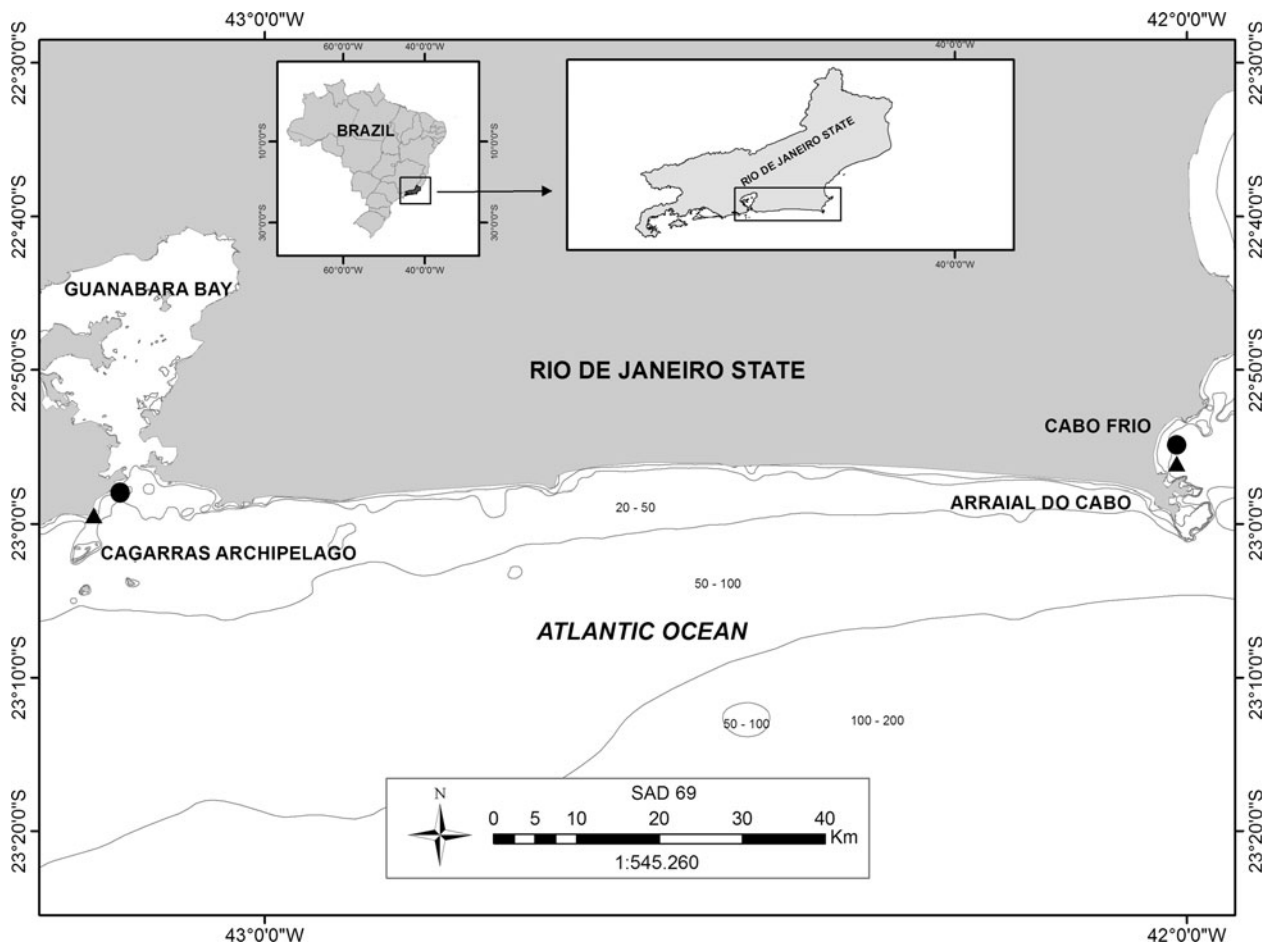 43°0'0"W
42°0'0"W
60°0'0"W
40°0'0"W
40°0'0"W
22°30'0"S
22°30'0"S
BRAZIL
10°0'0"S
10°0'0"S
RIO DE JANEIRO STATE
30°0'0"S
30°0'0"S
22°40'0"S
22°40'0"S
60°0'0"W
40°0'0"W
40°0'0"W
GUANABARA BAY
22°50'0"S
RIO DE JANEIRO STATE
22°50'0"S
CABO FRIO
20 - 50
ARRAIAL DO CABO
23°0'0"S
23°0'0"S
CAGARRAS ARCHIPELAGO
50 - 100
ATLANTIC OCEAN
23°10'0"S
23°10'0"S
50 - 100
100 - 200
N
SAD 69
0 5 10 20 30 40
Km
1:545.260
23°20'0"S
23°20'0"S
43°0'0"W
42°0'0"W